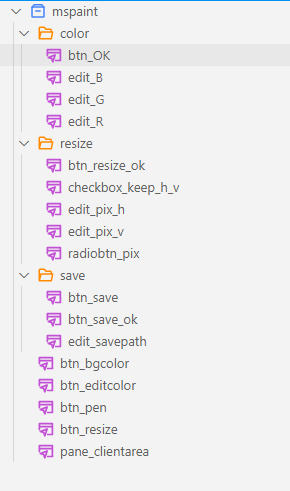 mspaint
color
btn_OK
edit_B
edit_G
edit_R
resize
btn_resize_ok
checkbox_keep_h_v
edit_pix_h
edit_pix_v
radiobtn_pix
save
btn_save
btn_save_ok
edit_savepath
btn_bgcolor
btn_editcolor
btn_pen
btn_resize
pane_clientarea